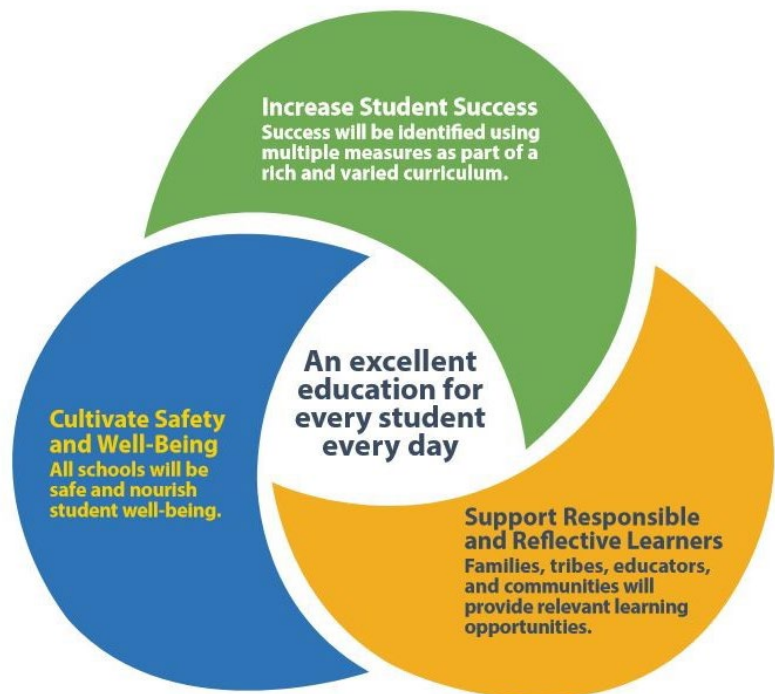 Increase Student Success
Success will be identified using
multiple measures as part of a
rich and varied curriculum.
An excellent
education for
every student
every day
Cultivate Safety
and Well-Being
All schools will be
safe and nourish
student well-being.
Support Responsible
and Reflective Learners
Families, tribes, educators,
and communities will
provide relevant learning
opportunities.